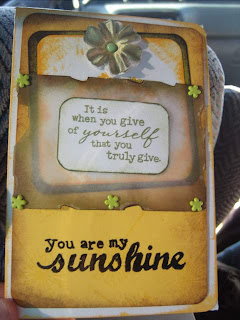 It is
when you give
of yourself
that you
truly give.
you are my
sunshine